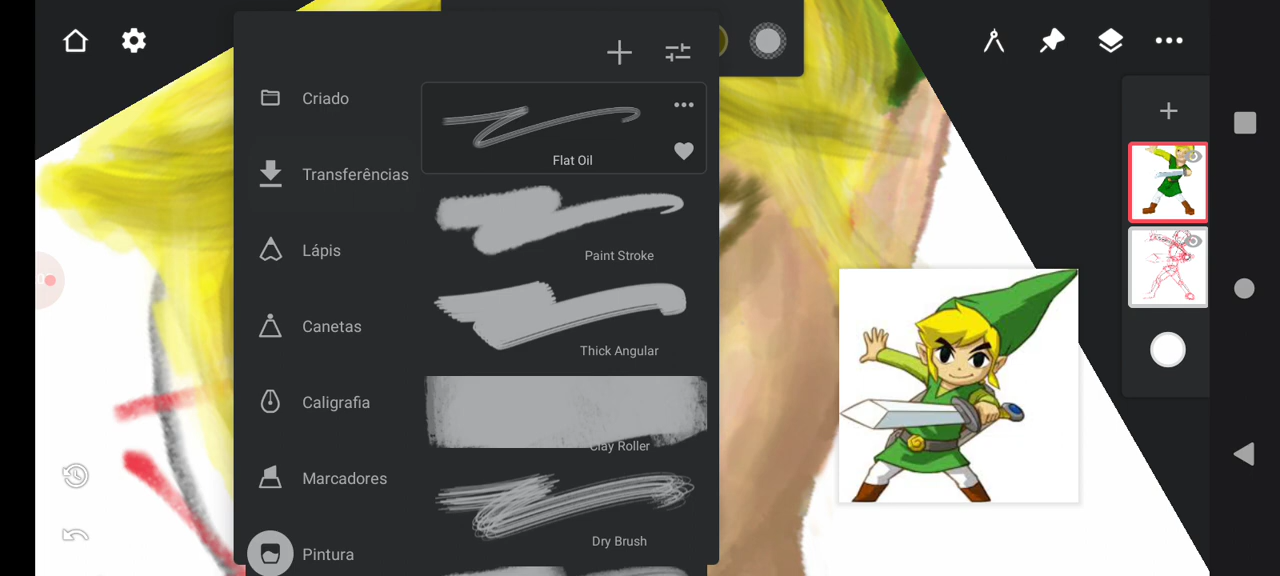 Criado
Transferências
Lápis
Canetas
Caligrafia
Marcadores
Pintura
Flat Oil
Paint Stroke
Thick Angular
Clay Roller
Dry Brush